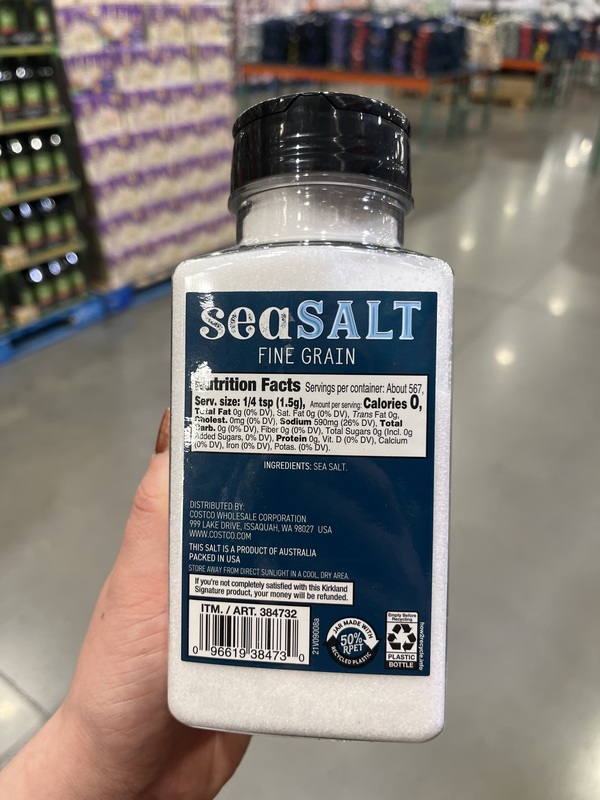 seaSALT
FINE GRAIN
Nutrition Facts Servings per container: About 567,
Serv. size: 1/4 tsp (1.5g), Amount per serving: Calories 0,
Total Fat 0g (0% DV), Sat. Fat 0g (0% DV), Trans Fat 0g,
Cholest. 0mg (0% DV), Sodium 590mg (26% DV), Total
Carb. 0g (0% DV), Fiber 0g (0% DV), Total Sugars 0g (Incl. 0g
Added Sugars, 0% DV), Protein 0g, Vit. D (0% DV), Calcium
(0% DV), Iron (0% DV), Potas. (0% DV).
INGREDIENTS: SEA SALT.
DISTRIBUTED BY:
COSTCO WHOLESALE CORPORATION
999 LAKE DRIVE, ISSAQUAH, WA 98027 USA
WWW.COSTCO.COM
THIS SALT IS A PRODUCT OF AUSTRALIA
PACKED IN USA
STORE AWAY FROM DIRECT SUNLIGHT IN A COOL, DRY AREA.
If you're not completely satisfied with this Kirkland
Signature product, your money will be refunded.
ITM. / ART. 384732
0 96619 38473 0
21V09008a
JAR MADE WITH
50%
RPET
RECYCLED PLASTIC
Empty Before
Recycling
PLASTIC
BOTTLE
how2recycle.info